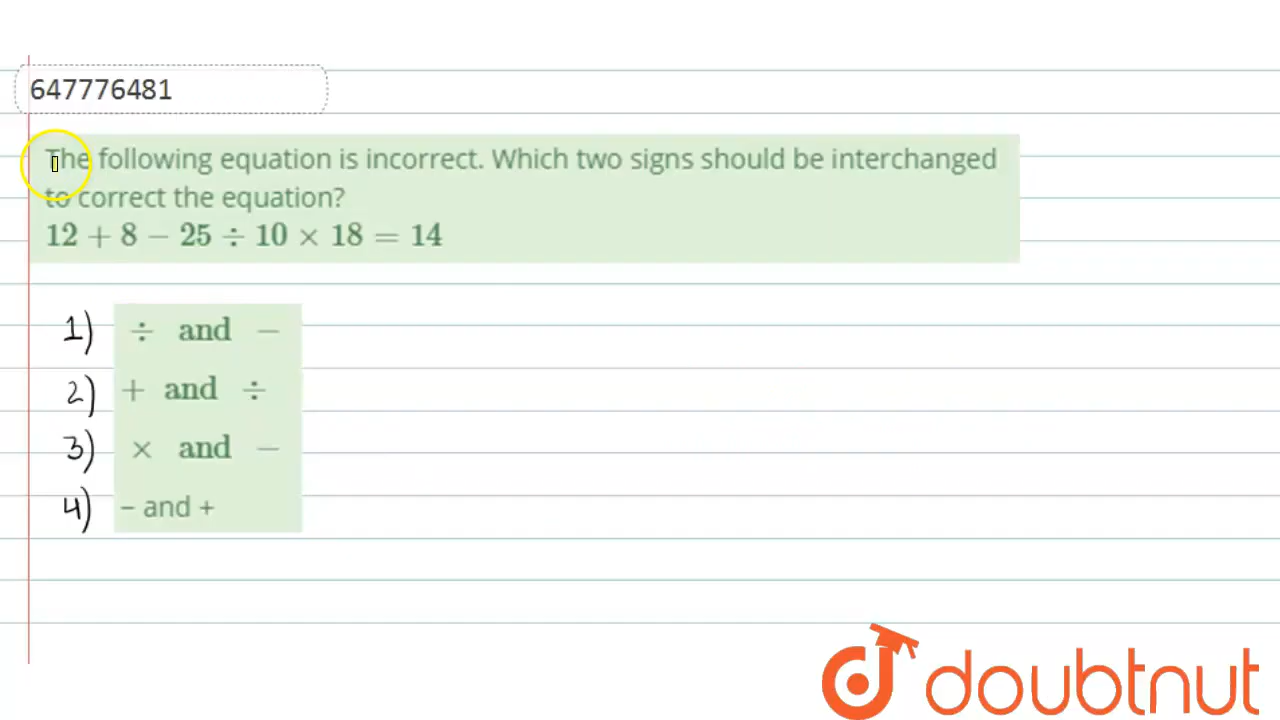 647776481
The following equation is incorrect. Which two signs should be interchanged
to correct the equation?
12 + 8 − 25 ÷ 10 × 18 = 14
1) ÷ and −
2) + and ÷
3) × and −
4) − and +
doubtnut